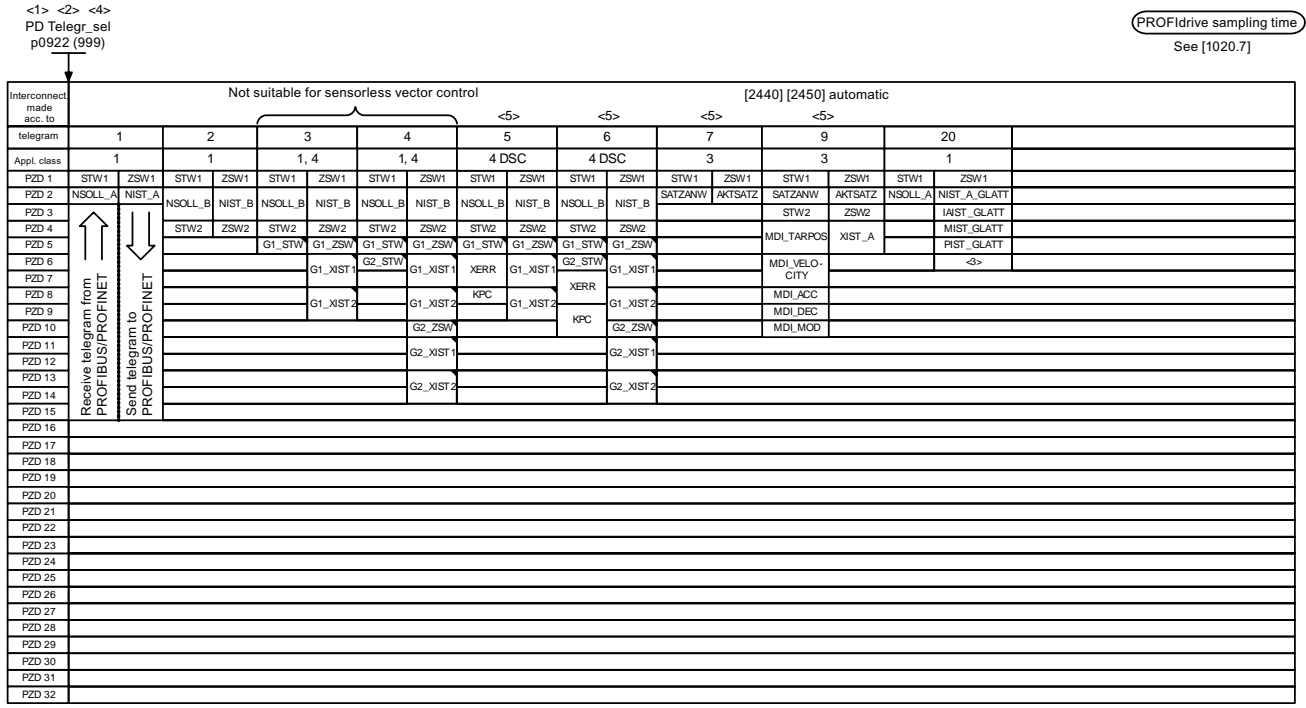 <1> <2> <4>
PD Telegr_sel
p0922 (999)
PROFIdrive sampling time
See [1020.7]
Interconnect.
made
acc. to
Not suitable for sensorless vector control
[2440] [2450] automatic
<5> <5> <5> <5>
telegram 1 2 3 4 5 6 7 9 20
Appl. class 1 1 1, 4 1, 4 4 DSC 4 DSC 3 3 1
PZD 1 STW1 ZSW1 STW1 ZSW1 STW1 ZSW1 STW1 ZSW1 STW1 ZSW1 STW1 ZSW1 STW1 ZSW1 STW1 ZSW1 STW1 ZSW1
PZD 2 NSOLL_A NIST_A NSOLL_B NIST_B NSOLL_B NIST_B NSOLL_B NIST_B NSOLL_B NIST_B NSOLL_B NIST_B SATZANW AKTSATZ SATZANW AKTSATZ NSOLL_A NIST_A_GLATT
PZD 3 STW2 ZSW2 IAIST_GLATT
PZD 4 STW2 ZSW2 STW2 ZSW2 STW2 ZSW2 STW2 ZSW2 STW2 ZSW2 MDI_TARPOS XIST_A MIST_GLATT
PZD 5 G1_STW G1_ZSW G1_STW G1_ZSW G1_STW G1_ZSW G1_STW G1_ZSW PIST_GLATT
PZD 6 G1_XIST1 G2_STW G1_XIST1 XERR G1_XIST1 G2_STW G1_XIST1 MDI_VELO- <3>
PZD 7 XERR CITY
PZD 8 G1_XIST2 G1_XIST2 KPC G1_XIST2 G1_XIST2 MDI_ACC
PZD 9 KPC MDI_DEC
PZD 10 G2_ZSW G2_ZSW MDI_MOD
PZD 11 G2_XIST1 G2_XIST1
PZD 12
PZD 13 G2_XIST2 G2_XIST2
PZD 14
PZD 15
Receive telegram from
PROFIBUS/PROFINET
Send telegram to
PROFIBUS/PROFINET
PZD 16
PZD 17
PZD 18
PZD 19
PZD 20
PZD 21
PZD 22
PZD 23
PZD 24
PZD 25
PZD 26
PZD 27
PZD 28
PZD 29
PZD 30
PZD 31
PZD 32